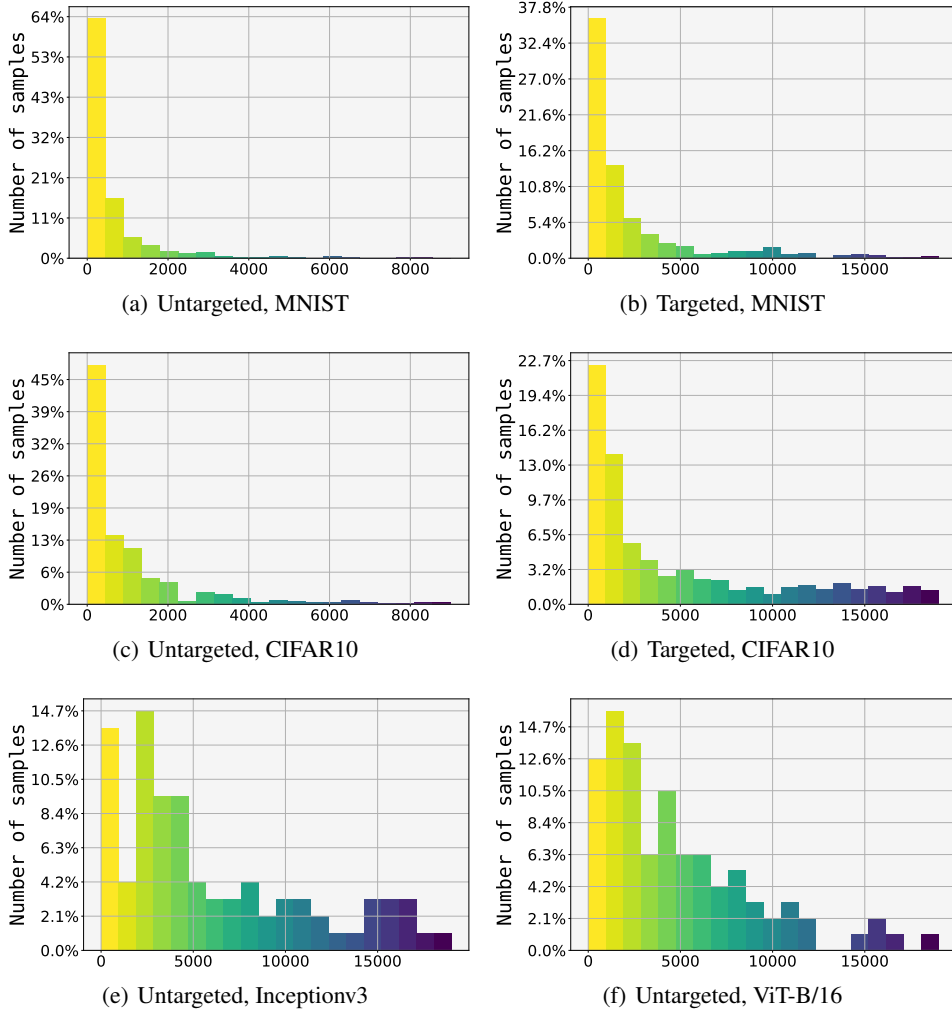 Number of samples
64%
53%
43%
32%
21%
11%
0%
0 2000 4000 6000 8000
(a) Untargeted, MNIST
Number of samples
37.8%
32.4%
27.0%
21.6%
16.2%
10.8%
5.4%
0.0%
0 5000 10000 15000
(b) Targeted, MNIST
Number of samples
45%
39%
32%
26%
19%
13%
6%
0%
0 2000 4000 6000 8000
(c) Untargeted, CIFAR10
Number of samples
22.7%
19.4%
16.2%
13.0%
9.7%
6.5%
3.2%
0.0%
0 5000 10000 15000
(d) Targeted, CIFAR10
Number of samples
14.7%
12.6%
10.5%
8.4%
6.3%
4.2%
2.1%
0.0%
0 5000 10000 15000
(e) Untargeted, Inceptionv3
Number of samples
14.7%
12.6%
10.5%
8.4%
6.3%
4.2%
2.1%
0.0%
0 5000 10000 15000
(f) Untargeted, ViT-B/16